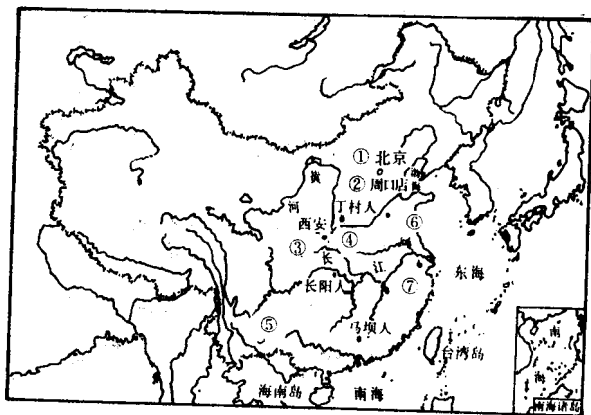 ① 北京
② 周口店
渤海
黄
河
丁村人
⑥
西安
③
④
长
江
长阳人
⑦
东海
⑤
马坝人
台湾岛
海南岛
南海
南
海
南海诸岛